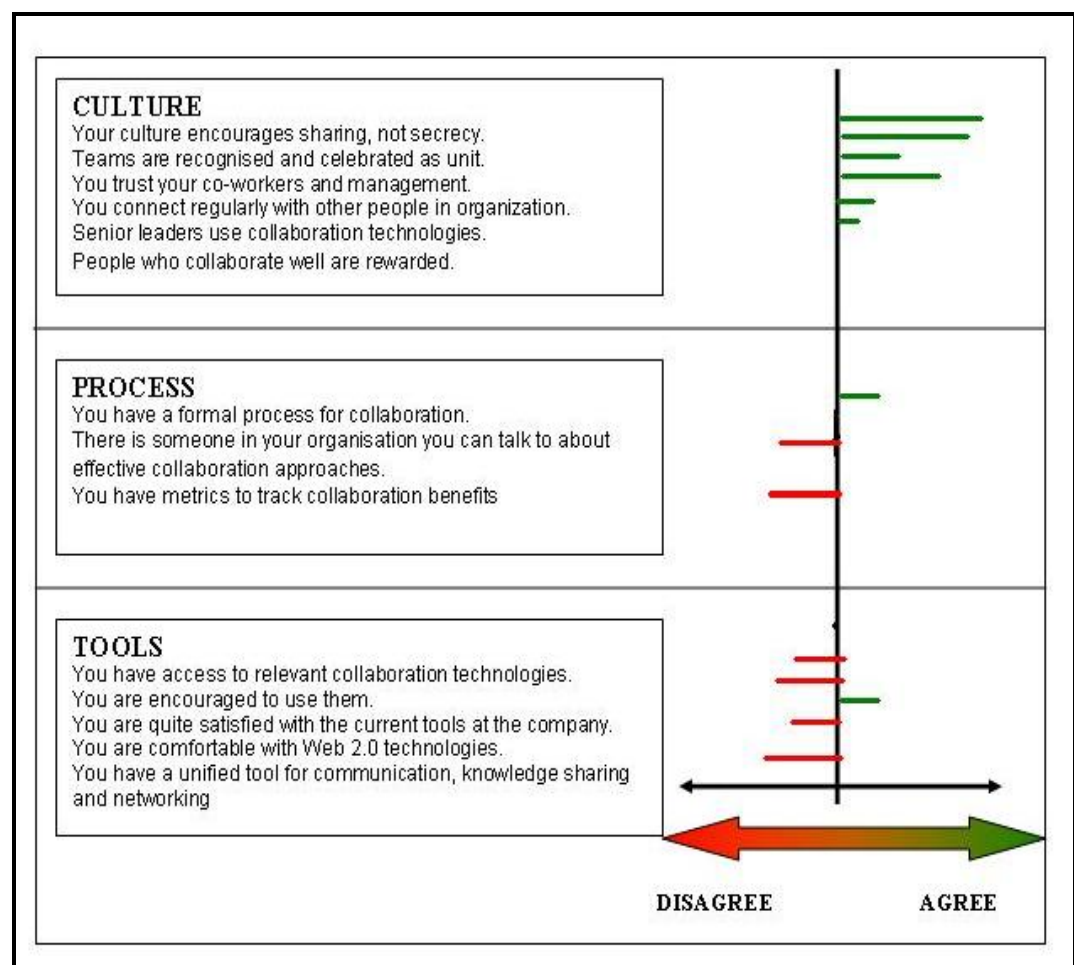 CULTURE
Your culture encourages sharing, not secrecy.
Teams are recognised and celebrated as unit.
You trust your co-workers and management.
You connect regularly with other people in organization.
Senior leaders use collaboration technologies.
People who collaborate well are rewarded.
PROCESS
You have a formal process for collaboration.
There is someone in your organisation you can talk to about
effective collaboration approaches.
You have metrics to track collaboration benefits
TOOLS
You have access to relevant collaboration technologies.
You are encouraged to use them.
You are quite satisfied with the current tools at the company.
You are comfortable with Web 2.0 technologies.
You have a unified tool for communication, knowledge sharing
and networking
DISAGREE
AGREE